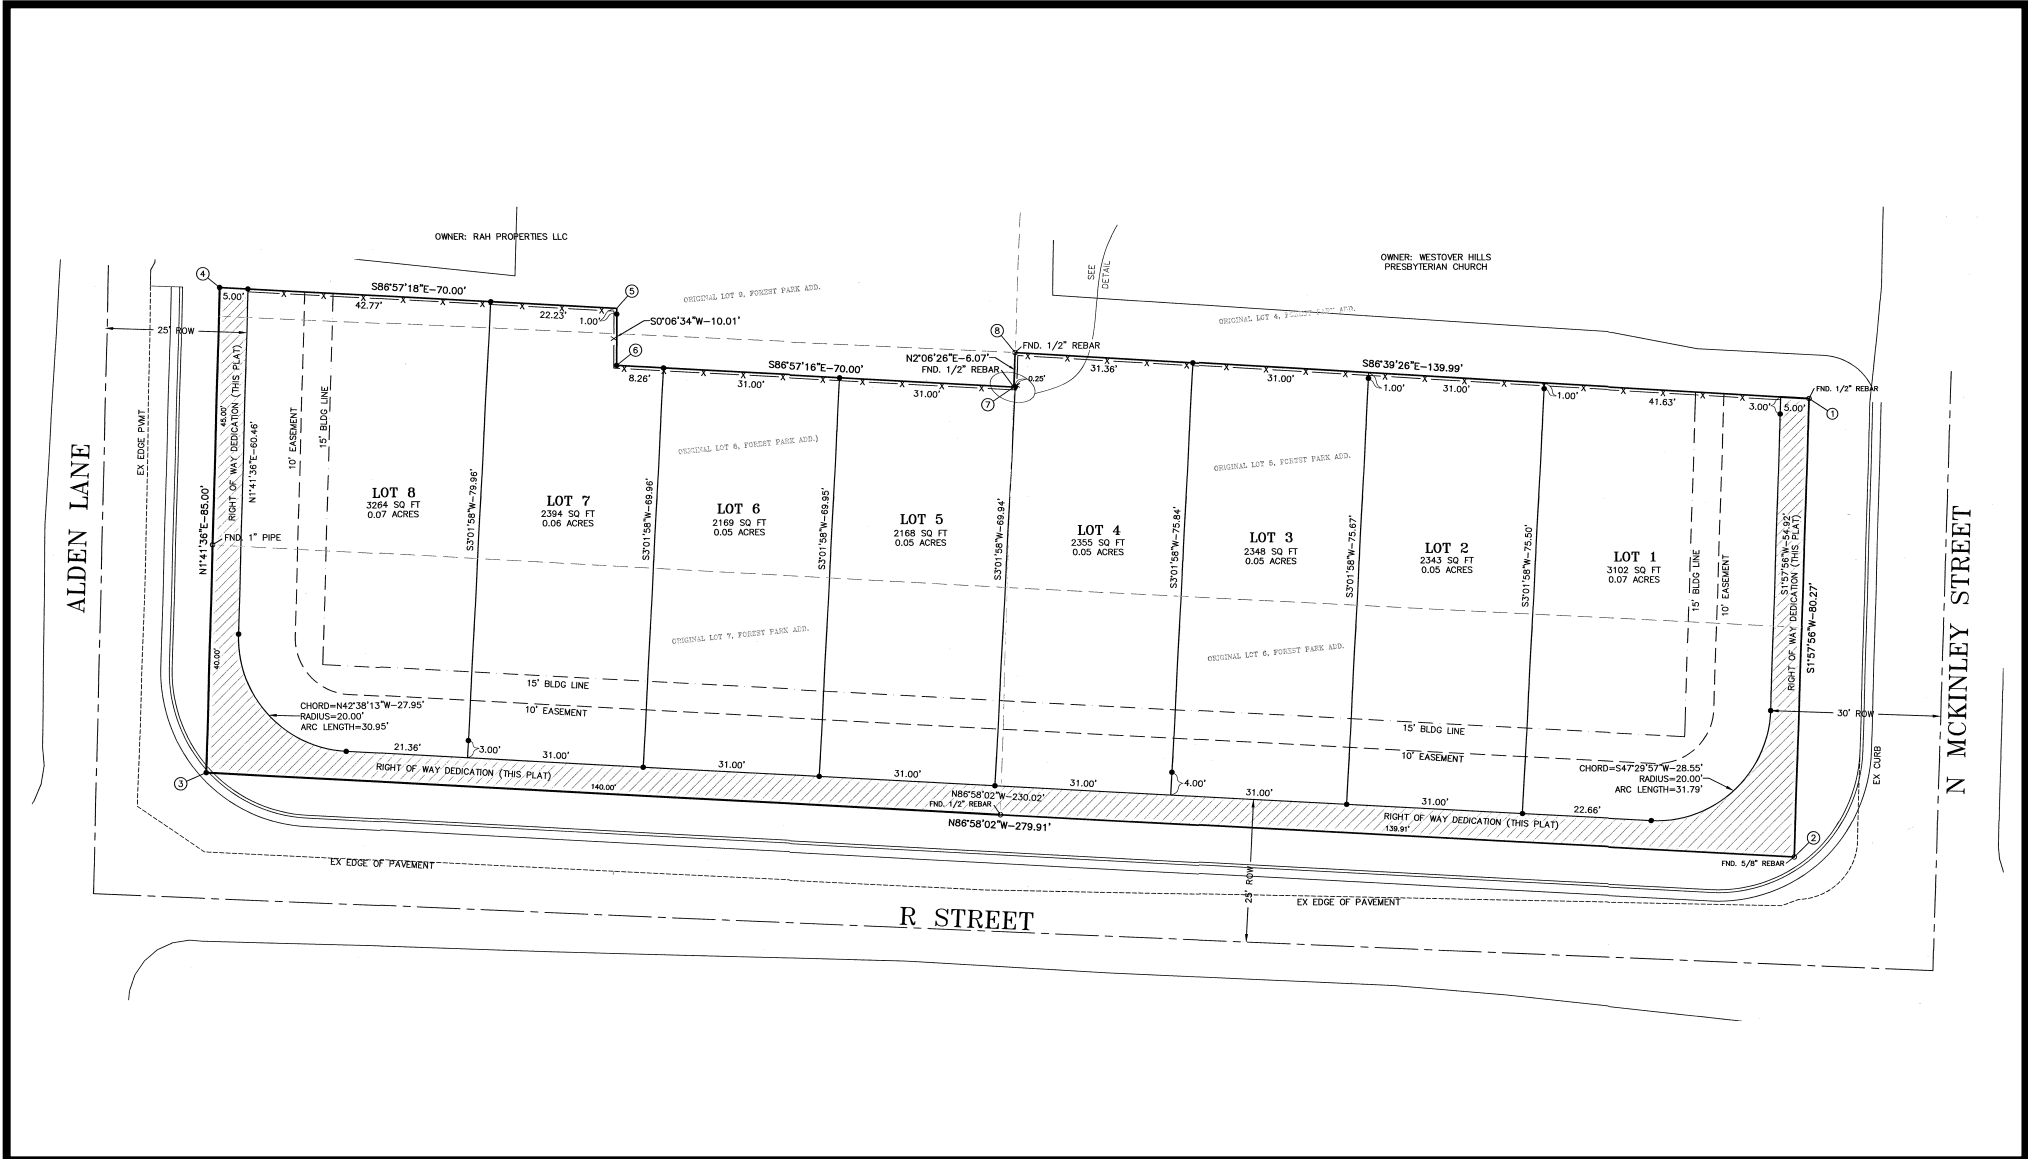 OWNER: RAH PROPERTIES LLC
OWNER: WESTOVER HILLS
PRESBYTERIAN CHURCH
SEE
DETAIL
4
5.00'
S86°57'18"E-70.00'
42.77'
22.23'
1.00'
5
ORIGINAL LOT 4, FOREST PARK ADD.
S0°06'34"W-10.01'
6
8
FND. 1/2" REBAR
N2°06'26"E-6.07'
FND. 1/2" REBAR
0.25'
7
25' ROW
8.26'
S86°57'16"E-70.00'
31.00'
31.00'
31.36'
S86°39'26"E-139.99'
31.00'
1.00'
31.00'
1.00'
41.63'
3.00'
5.00'
FND. 1/2" REBAR
1
ALDEN LANE
EX EDGE PVMT
N1°41'36"E-85.00'
45.00'
40.00'
RIGHT OF WAY DEDICATION (THIS PLAT)
N1°41'36"E-60.46'
10' EASEMENT
15' BLDG LINE
FND. 1" PIPE
ORIGINAL LOT 5, FOREST PARK ADD.
LOT 8
3264 SQ FT
0.07 ACRES
S3°01'58"W-79.96'
LOT 7
2394 SQ FT
0.06 ACRES
S3°01'58"W-69.96'
LOT 6
2169 SQ FT
0.05 ACRES
S3°01'58"W-69.95'
LOT 5
2168 SQ FT
0.05 ACRES
S3°01'58"W-69.94'
LOT 4
2355 SQ FT
0.05 ACRES
S3°01'58"W-75.84'
LOT 3
2348 SQ FT
0.05 ACRES
S3°01'58"W-75.67'
LOT 2
2343 SQ FT
0.05 ACRES
S3°01'58"W-75.50'
LOT 1
3102 SQ FT
0.07 ACRES
15' BLDG LINE
10' EASEMENT
S1°57'56"W-54.92'
RIGHT OF WAY DEDICATION (THIS PLAT)
S1°57'56"W-80.27'
N MCKINLEY STREET
ORIGINAL LOT 7, FOREST PARK ADD.
ORIGINAL LOT 6, FOREST PARK ADD.
15' BLDG LINE
10' EASEMENT
15' BLDG LINE
10' EASEMENT
30' ROW
EX CURB
CHORD=N42°38'13"W-27.95'
RADIUS=20.00'
ARC LENGTH=30.95'
CHORD=S47°29'57"W-28.55'
RADIUS=20.00'
ARC LENGTH=31.79'
21.36'
3.00'
31.00'
31.00'
31.00'
31.00'
4.00'
31.00'
31.00'
22.66'
3
RIGHT OF WAY DEDICATION (THIS PLAT)
140.00'
N86°58'02"W-230.02'
FND. 1/2" REBAR
N86°58'02"W-279.91'
RIGHT OF WAY DEDICATION (THIS PLAT)
139.91'
2
FND. 5/8" REBAR
EX EDGE OF PAVEMENT
25' ROW
EX EDGE OF PAVEMENT
R STREET